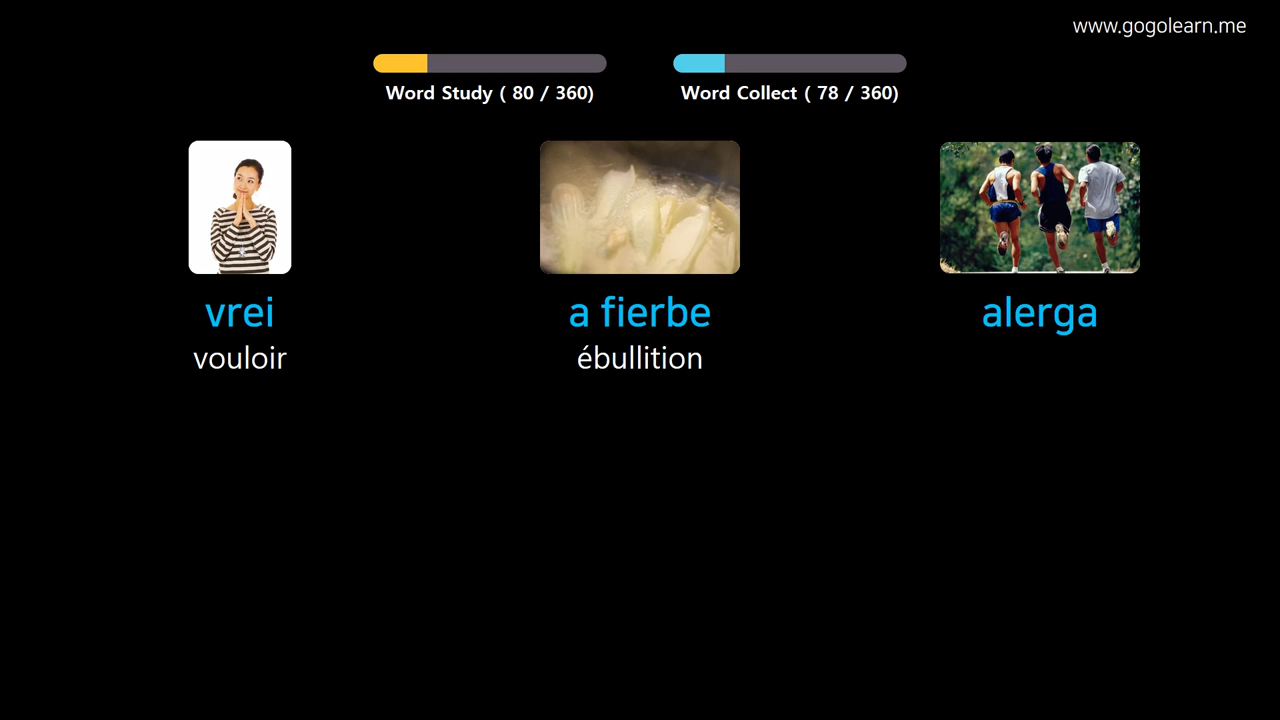 www.gogolearn.me
Word Study ( 80 / 360)
Word Collect ( 78 / 360)
vrei
vouloir
a fierbe
ébullition
alerga